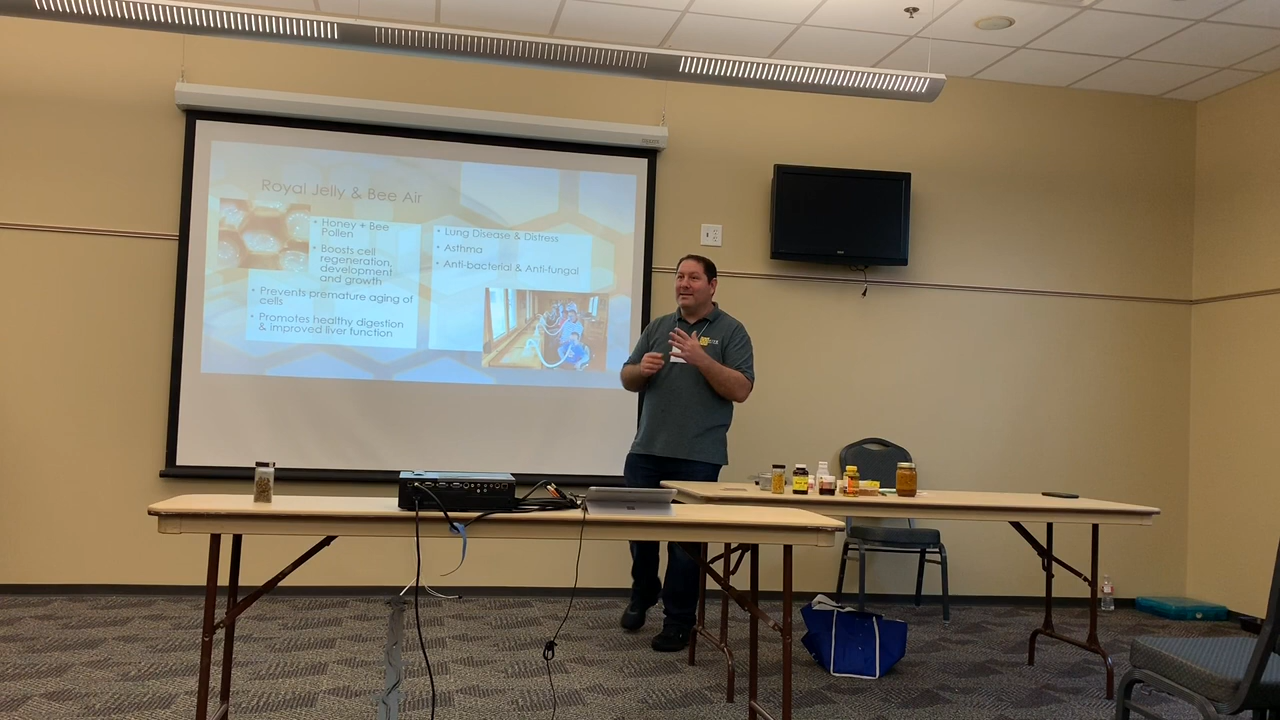 Royal Jelly & Bee Air
• Honey + Bee
Pollen
• Boosts cell
regeneration,
development
and growth
• Prevents premature aging of
cells
• Promotes healthy digestion
& improved liver function
• Lung Disease & Distress
• Asthma
• Anti-bacterial & Anti-fungal